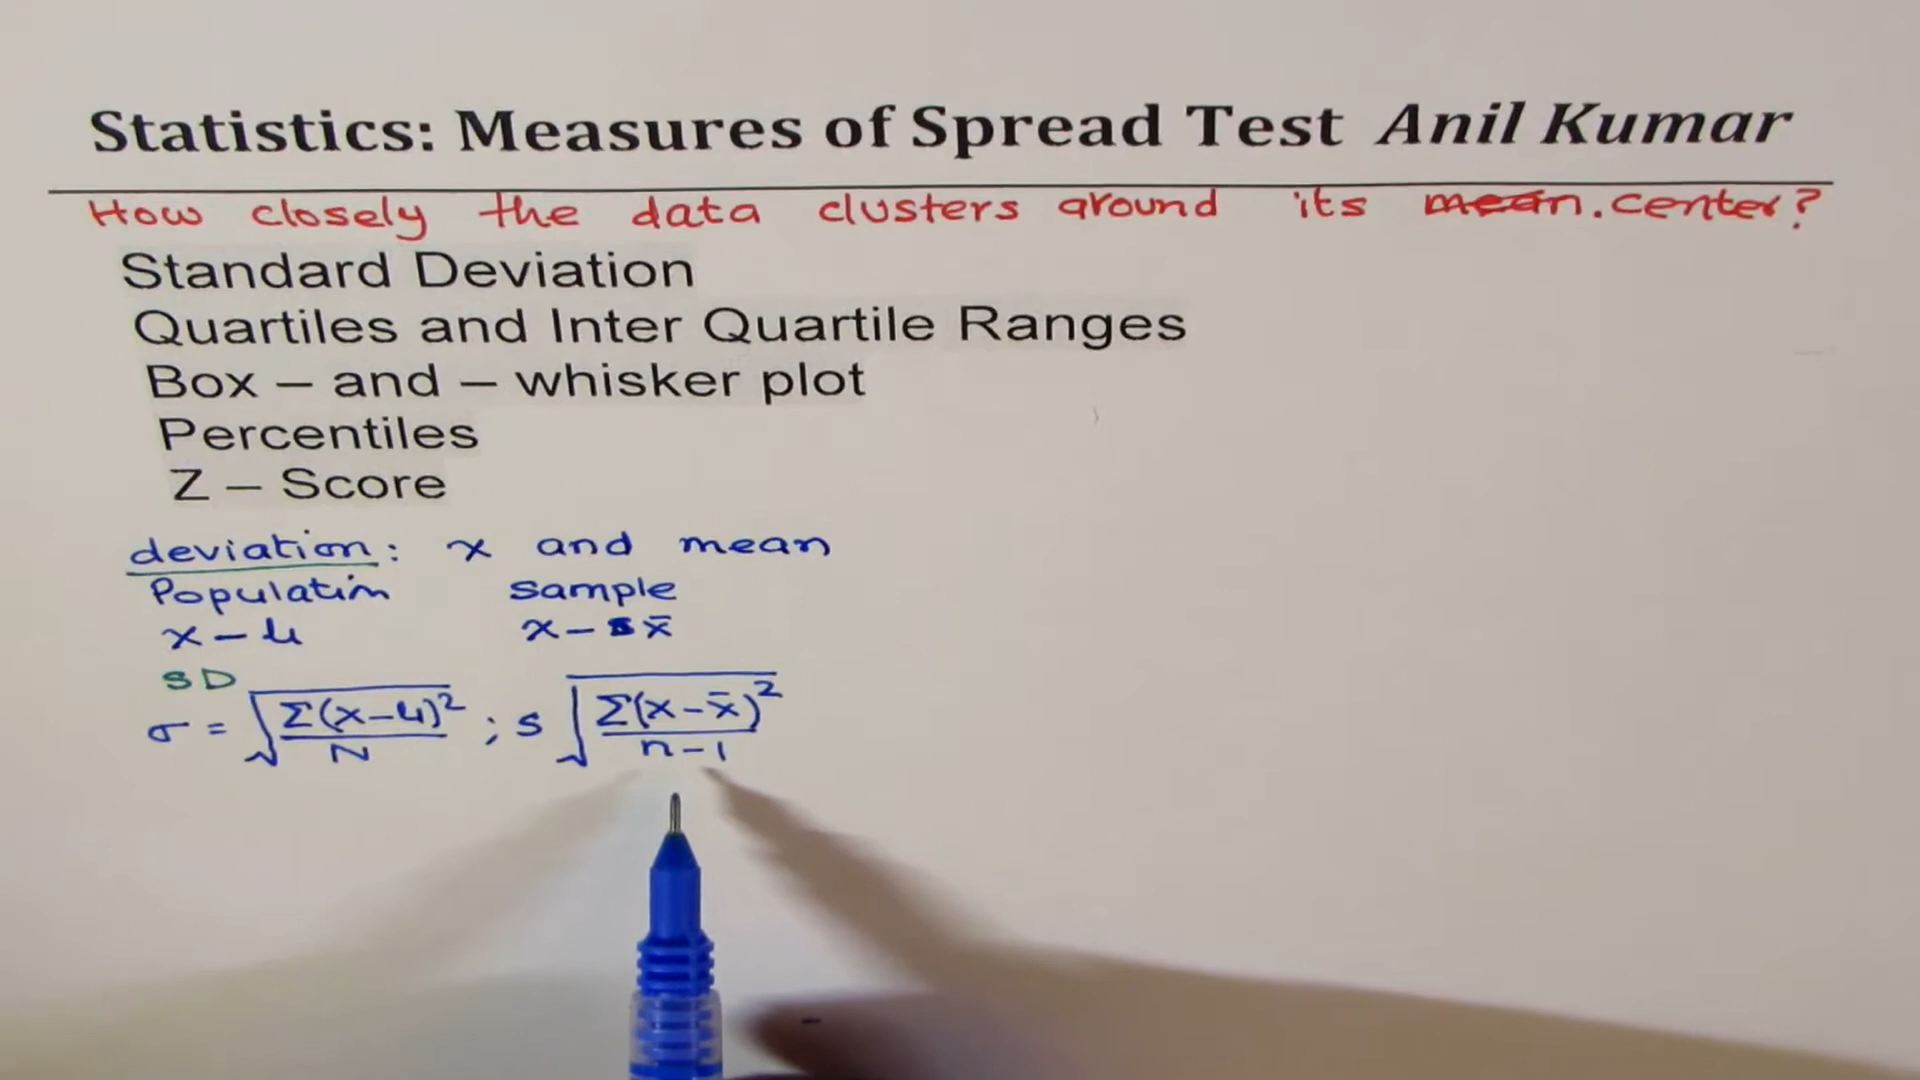 Statistics: Measures of Spread Test Anil Kumar
How closely the data clusters around its mean. center?
Standard Deviation
Quartiles and Inter Quartile Ranges
Box – and – whisker plot
Percentiles
Z – Score
deviation: x and mean
Population Sample
x - μ x - x̄
SD
σ = √(Σ(x-μ)²/N) ; s √(Σ(x-x̄)²/n-1)